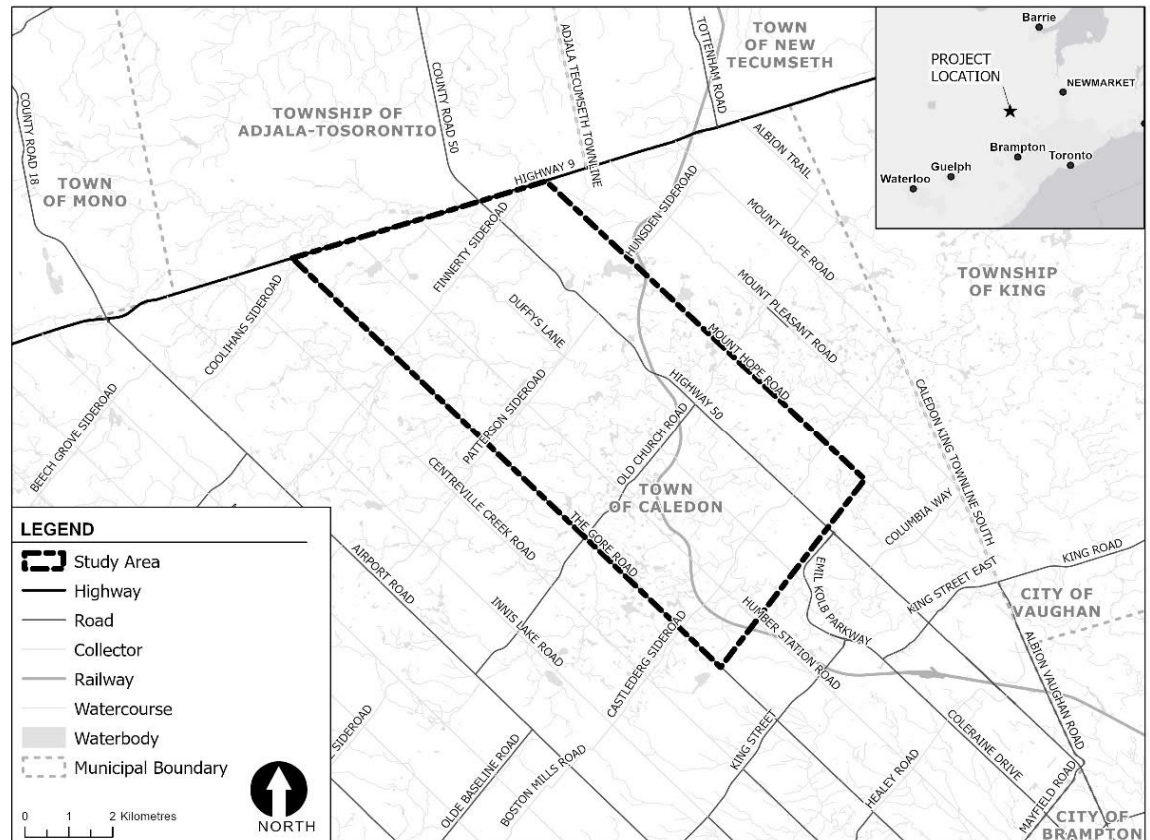 TOWN
OF NEW
TECUMSETH
TOTTENHAM ROAD
ADJALA TECUMSETH TOWNLINE
COUNTY ROAD 50
COUNTY ROAD 18
TOWNSHIP OF
ADJALA-TOSORONTIO
TOWN
OF MONO
HIGHWAY 9
ALBION TRAIL
HUNSDEN SIDEROAD
MOUNT WOLFE ROAD
MOUNT PLEASANT ROAD
MOUNT HOPE ROAD
FINNERTY SIDEROAD
DUFFYS LANE
COOLIHANS SIDEROAD
BEECH GROVE SIDEROAD
PATTERSON SIDEROAD
HIGHWAY 50
OLD CHURCH ROAD
TOWN
OF CALEDON
CENTREVILLE CREEK ROAD
THE GORE ROAD
AIRPORT ROAD
INNIS LAKE ROAD
CASTLEDERG SIDEROAD
HUMBER STATION ROAD
EMIL KOLB PARKWAY
COLUMBIA WAY
KING STREET EAST
KING ROAD
CALEDON KING TOWNLINE SOUTH
TOWNSHIP
OF KING
CITY OF
VAUGHAN
ALBION VAUGHAN ROAD
COLERAINE DRIVE
MAYFIELD ROAD
HEALEY ROAD
KING STREET
BOSTON MILLS ROAD
OLDE BASELINE ROAD
SIDEROAD
CITY OF
BRAMPTON
Barrie
PROJECT
LOCATION
NEWMARKET
Brampton
Toronto
Guelph
Waterloo
LEGEND
Study Area
Highway
Road
Collector
Railway
Watercourse
Waterbody
Municipal Boundary
0 1 2 Kilometres
NORTH